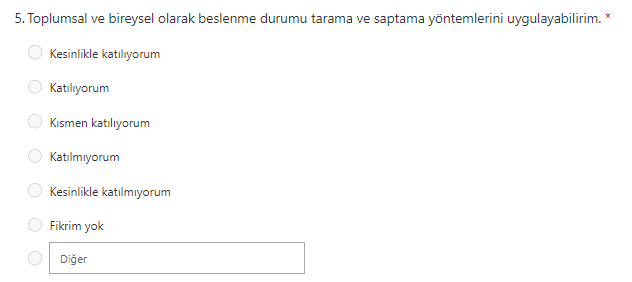 5. Toplumsal ve bireysel olarak beslenme durumu tarama ve saptama yöntemlerini uygulayabilirim. *
Kesinlikle katılıyorum
Katılıyorum
Kısmen katılıyorum
Katılmıyorum
Kesinlikle katılmıyorum
Fikrim yok
Diğer